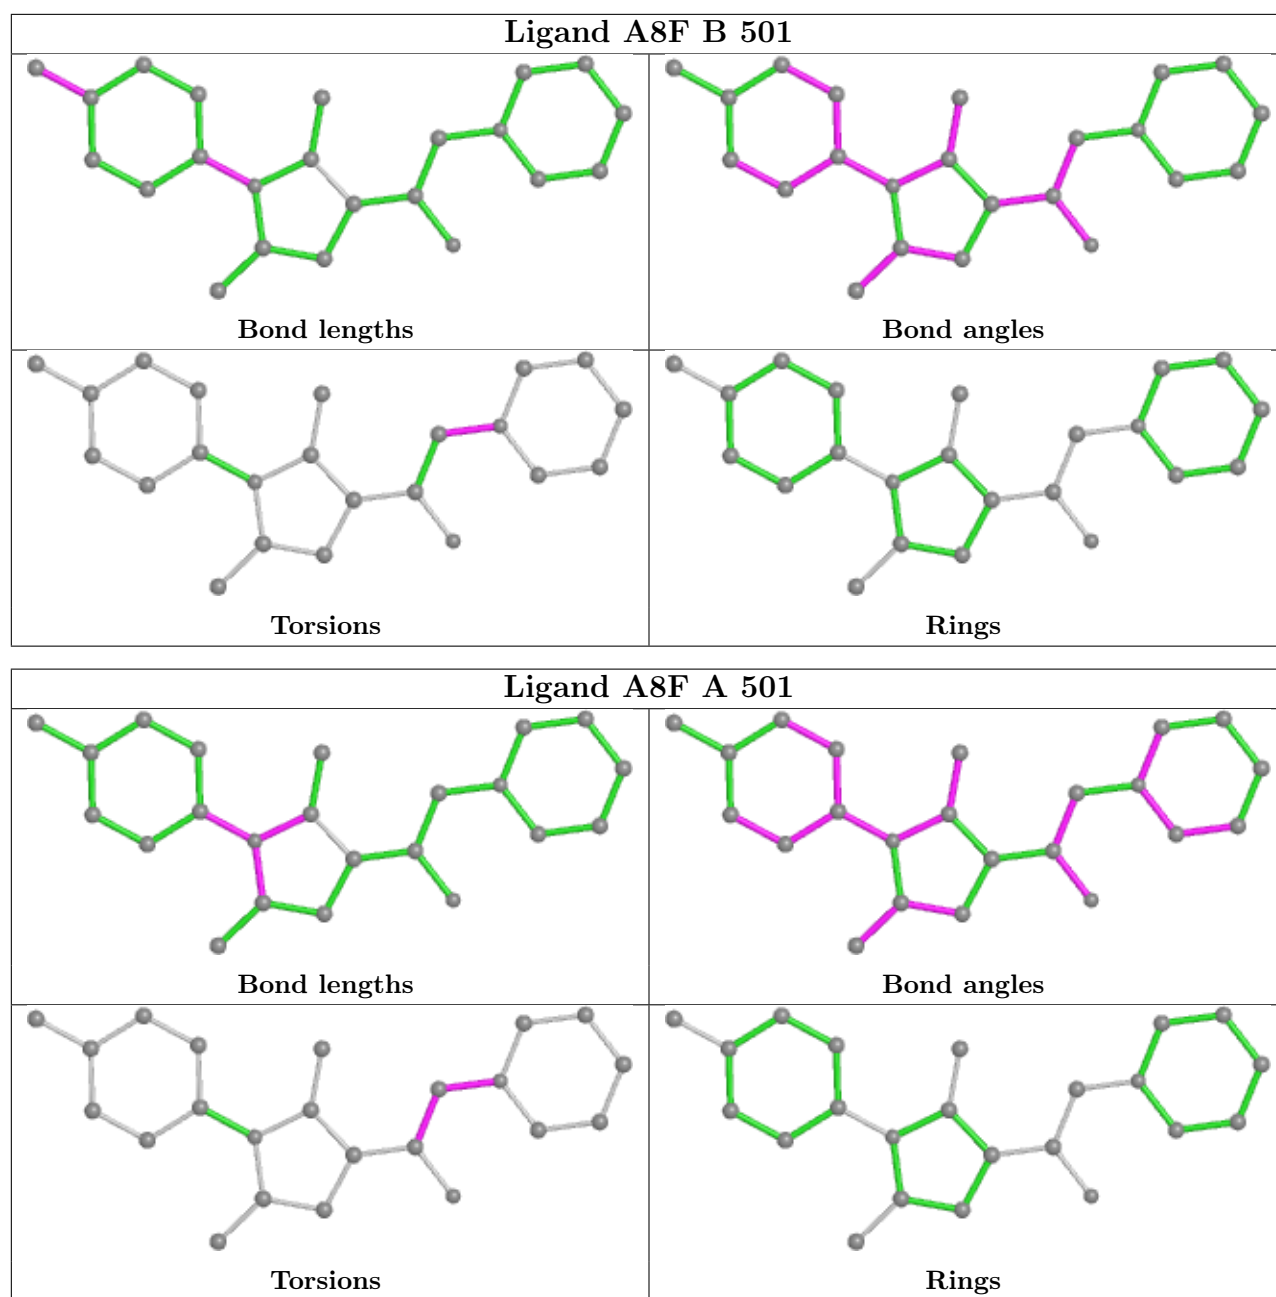 Ligand A8F B 501
Bond lengths
Bond angles
Torsions
Rings
Ligand A8F A 501
Bond lengths
Bond angles
Torsions
Rings